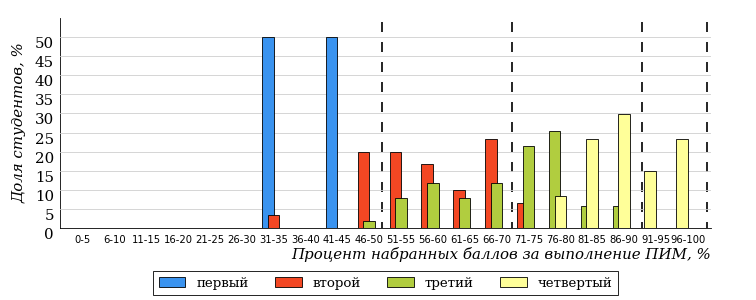 Доля студентов, %
50
45
40
35
30
25
20
15
10
5
0
0-5 6-10 11-15 16-20 21-25 26-30 31-35 36-40 41-45 46-50 51-55 56-60 61-65 66-70 71-75 76-80 81-85 86-90 91-95 96-100
Процент набранных баллов за выполнение ПИМ, %
первый второй третий четвертый